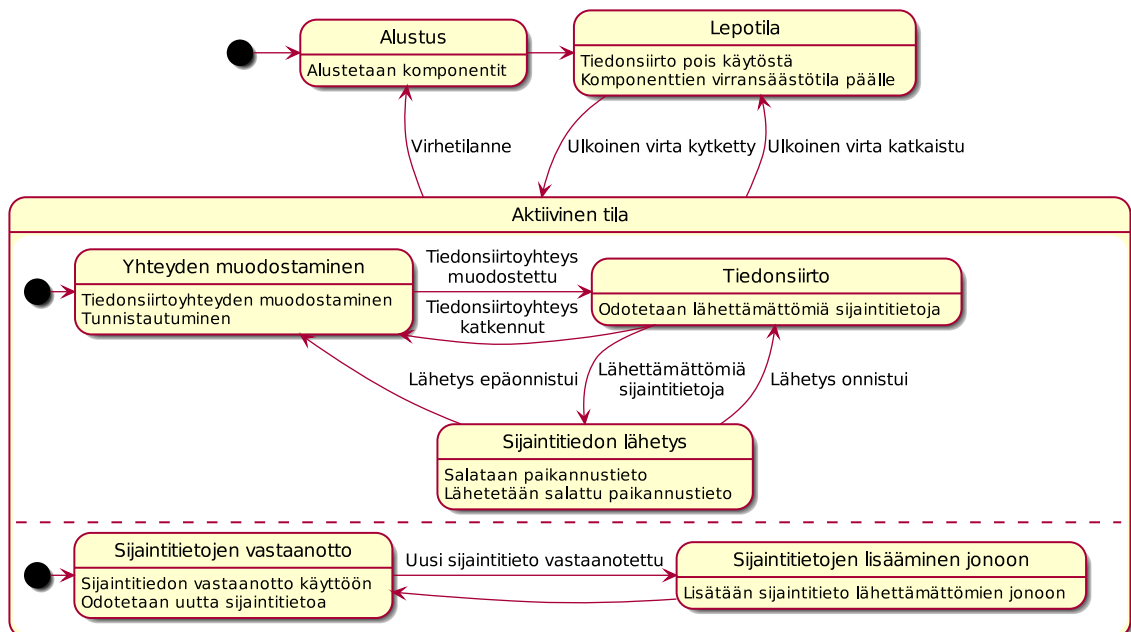 Alustus
Alustetaan komponentit
Lepotila
Tiedonsiirto pois käytöstä
Komponenttien virransäästötila päälle
Virhetilanne
Ulkoinen virta kytketty
Ulkoinen virta katkaistu
Aktiivinen tila
Yhteyden muodostaminen
Tiedonsiirtoyhteyden muodostaminen
Tunnistautuminen
Tiedonsiirtoyhteys
muodostettu
Tiedonsiirtoyhteys
katkennut
Tiedonsiirto
Odotetaan lähettämättömiä sijaintitietoja
Lähetys epäonnistui
Lähettämättömiä
sijaintitietoja
Lähetys onnistui
Sijaintitiedon lähetys
Salataan paikannustieto
Lähetetään salattu paikannustieto
Sijaintitietojen vastaanotto
Sijaintitiedon vastaanotto käyttöön
Odotetaan uutta sijaintitietoa
Uusi sijaintitieto vastaanotettu
Sijaintitietojen lisääminen jonoon
Lisätään sijaintitieto lähettämättömien jonoon